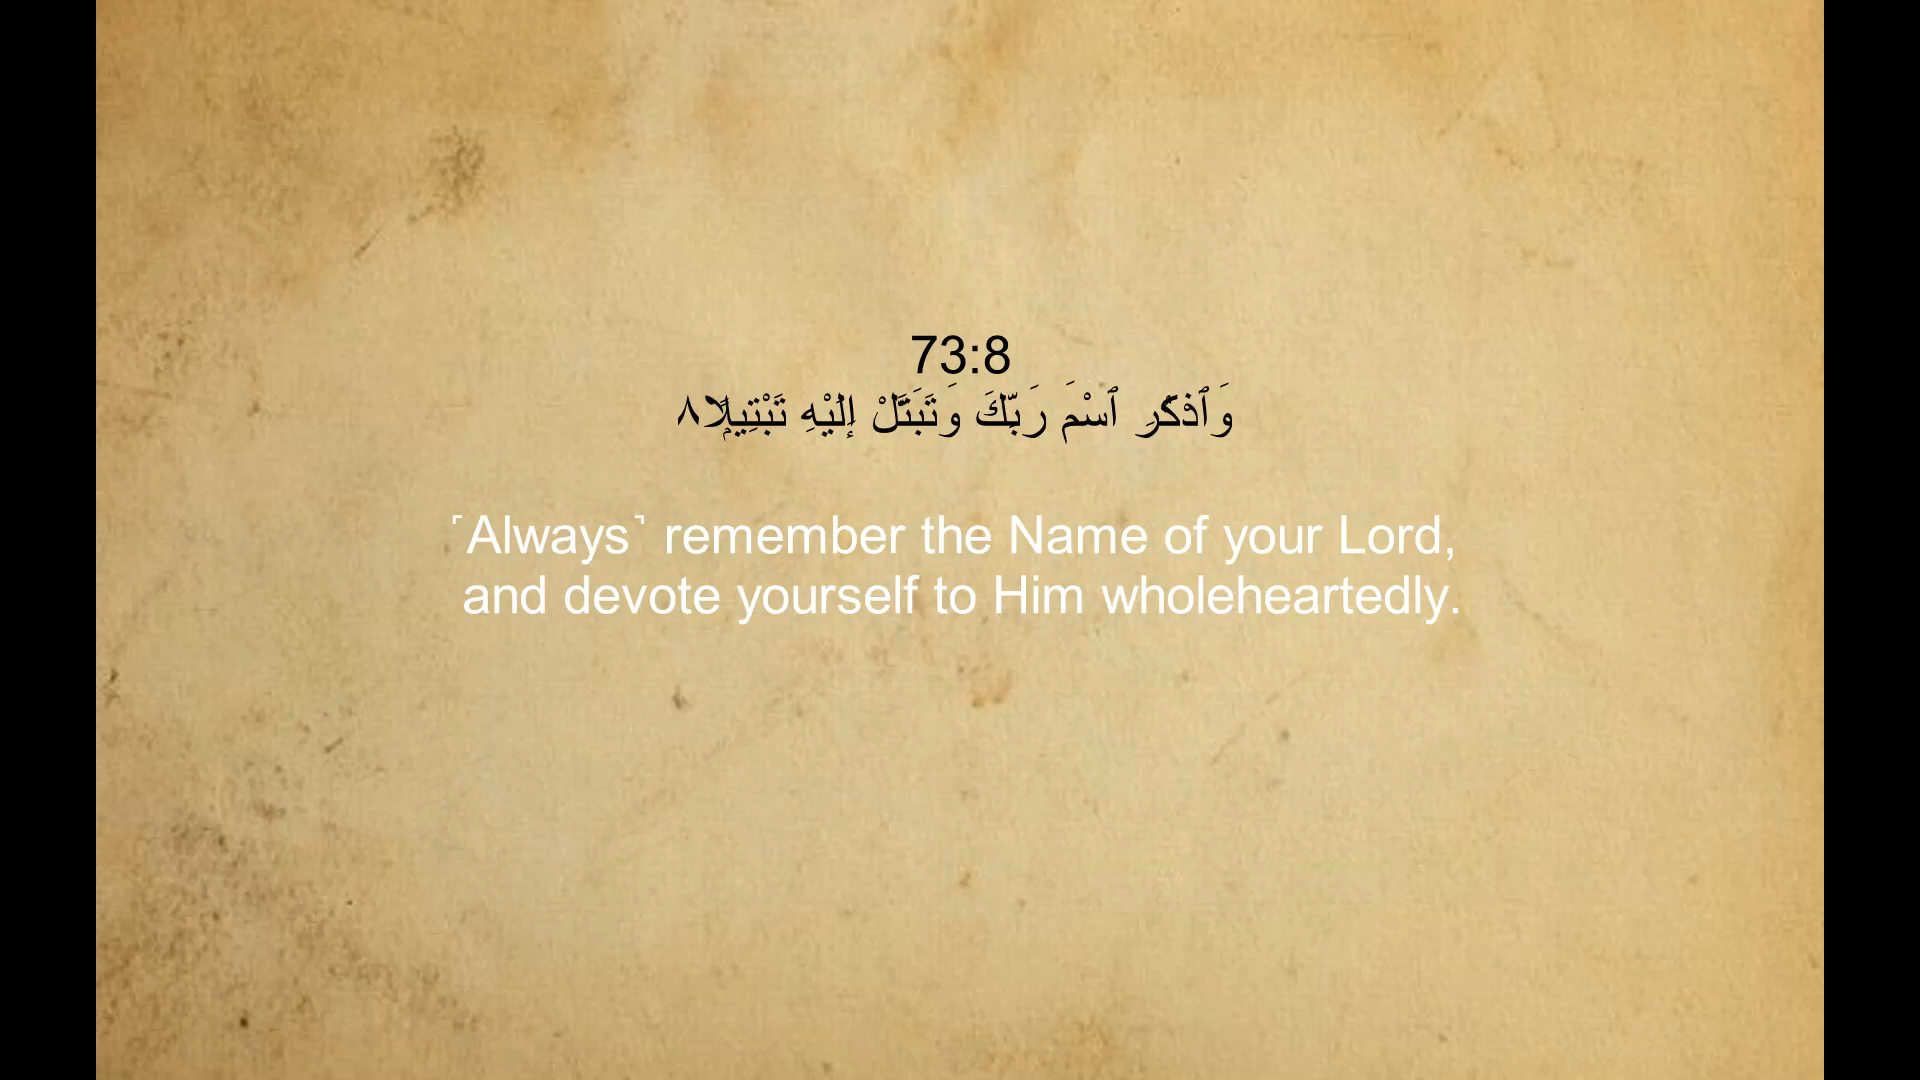 73:8
وَٱذْكُرِ ٱسْمَ رَبِّكَ وَتَبَتَّلْ إِلَيْهِ تَبْتِيلًۭا ٨
˹Always˺ remember the Name of your Lord,
and devote yourself to Him wholeheartedly.